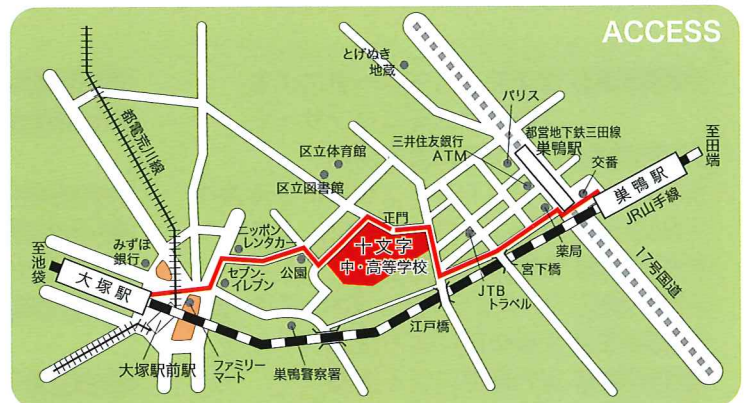 ACCESS
とげぬき
地蔵
パリス
都営地下鉄三田線
巣鴨駅
三井住友銀行
ATM
交番
至田端
巣鴨駅
JR山手線
都電荒川線
区立体育館
区立図書館
正門
十文字
中・高等学校
ニッポン
レンタカー
みずほ
銀行
至池袋
大塚駅
セブン-
イレブン
公園
薬局
宮下橋
JTB
トラベル
17号国道
江戸橋
大塚駅前駅
ファミリー
マート
巣鴨警察署